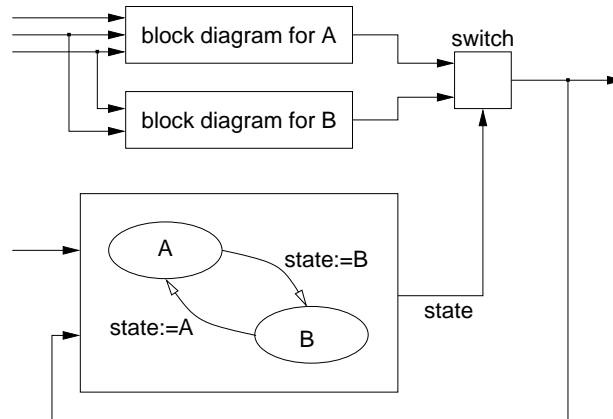 block diagram for A
switch
block diagram for B
A
state:=B
state
state:=A
B